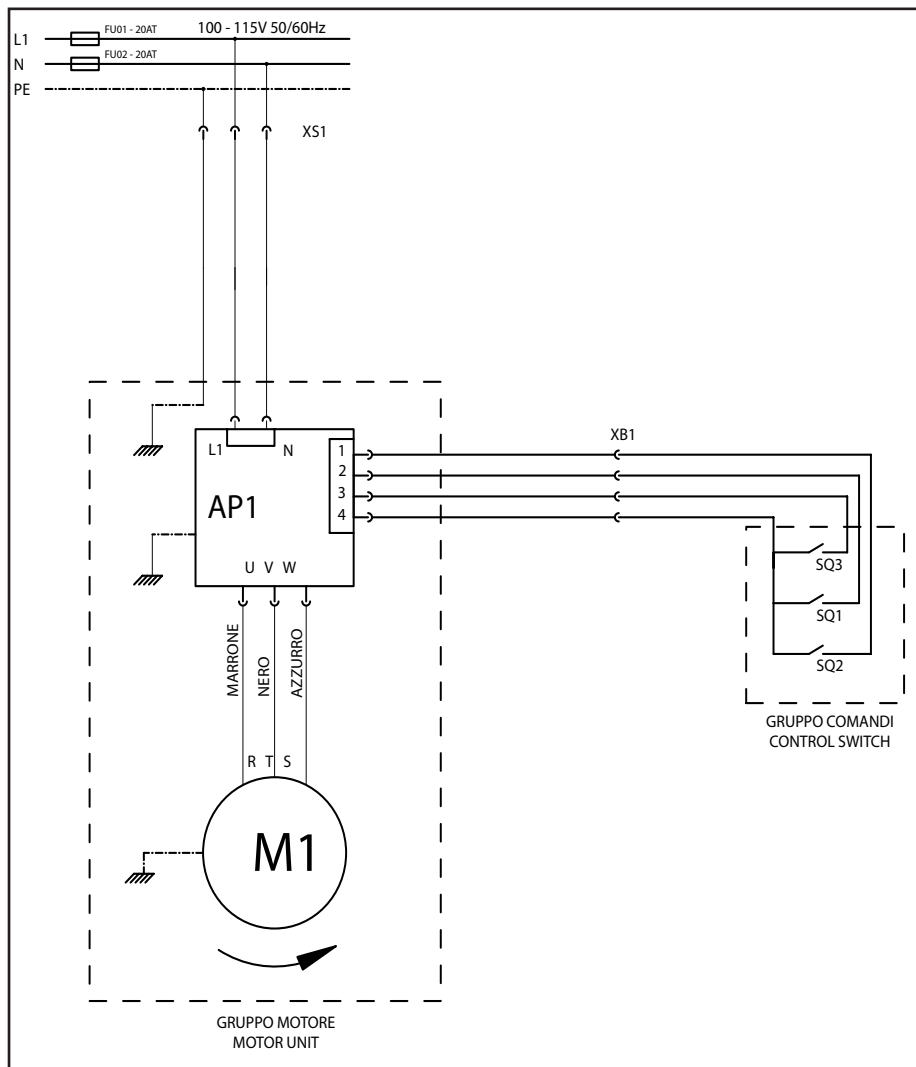 L1
FU01 - 20AT
100 - 115V 50/60Hz
N
FU02 - 20AT
PE
XS1
L1
N
1
2
3
4
XB1
AP1
U V W
SQ3
SQ1
SQ2
MARRONE
NERO
AZZURRO
GRUPPO COMANDI
CONTROL SWITCH
R T S
M1
GRUPPO MOTORE
MOTOR UNIT